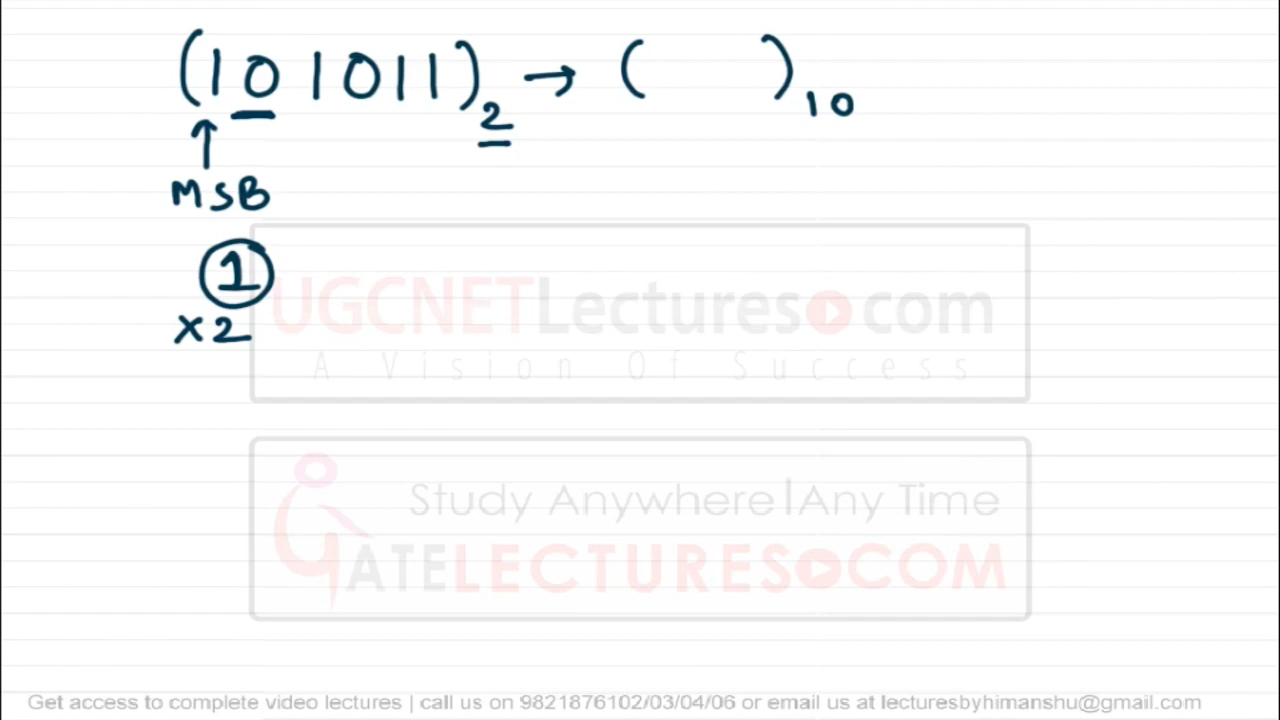 (101011)₂ → (    )₁₀
↑
MSB
1
×2
UGCNETLectures.com
A Vision Of Success
Study Anywhere|Any Time
GATELECTURES.COM
Get access to complete video lectures | call us on 9821876102/03/04/06 or email us at lecturesbyhimanshu@gmail.com